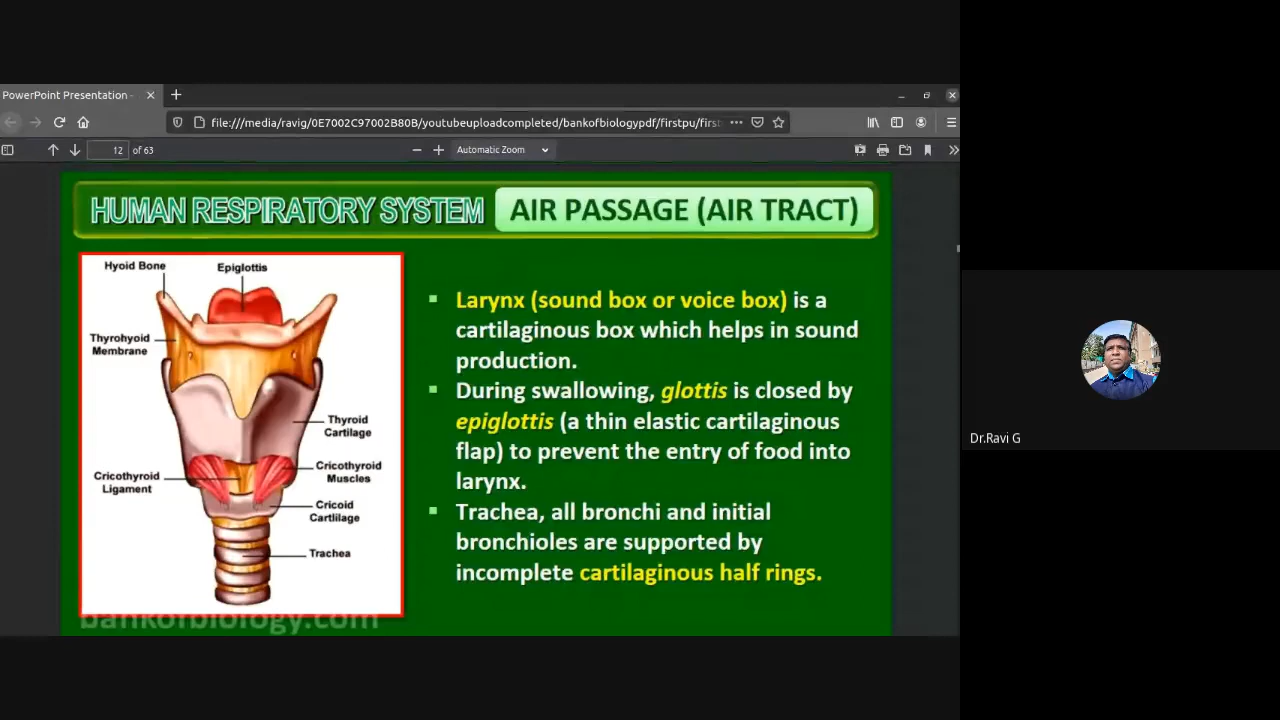 PowerPoint Presentation -
file:///media/ravig/0E7002C97002B80B/youtubeuploadcompleted/bankofbiologypdf/firstpu/first
12 of 63
Automatic Zoom
HUMAN RESPIRATORY SYSTEM
AIR PASSAGE (AIR TRACT)
Hyoid Bone
Epiglottis
Thyrohyoid
Membrane
Thyroid
Cartilage
Cricothyroid
Ligament
Cricothyroid
Muscles
Cricoid
Cartlilage
Trachea
bankofbiology.com
▪ Larynx (sound box or voice box) is a
cartilaginous box which helps in sound
production.
▪ During swallowing, glottis is closed by
epiglottis (a thin elastic cartilaginous
flap) to prevent the entry of food into
larynx.
▪ Trachea, all bronchi and initial
bronchioles are supported by
incomplete cartilaginous half rings.
Dr.Ravi G